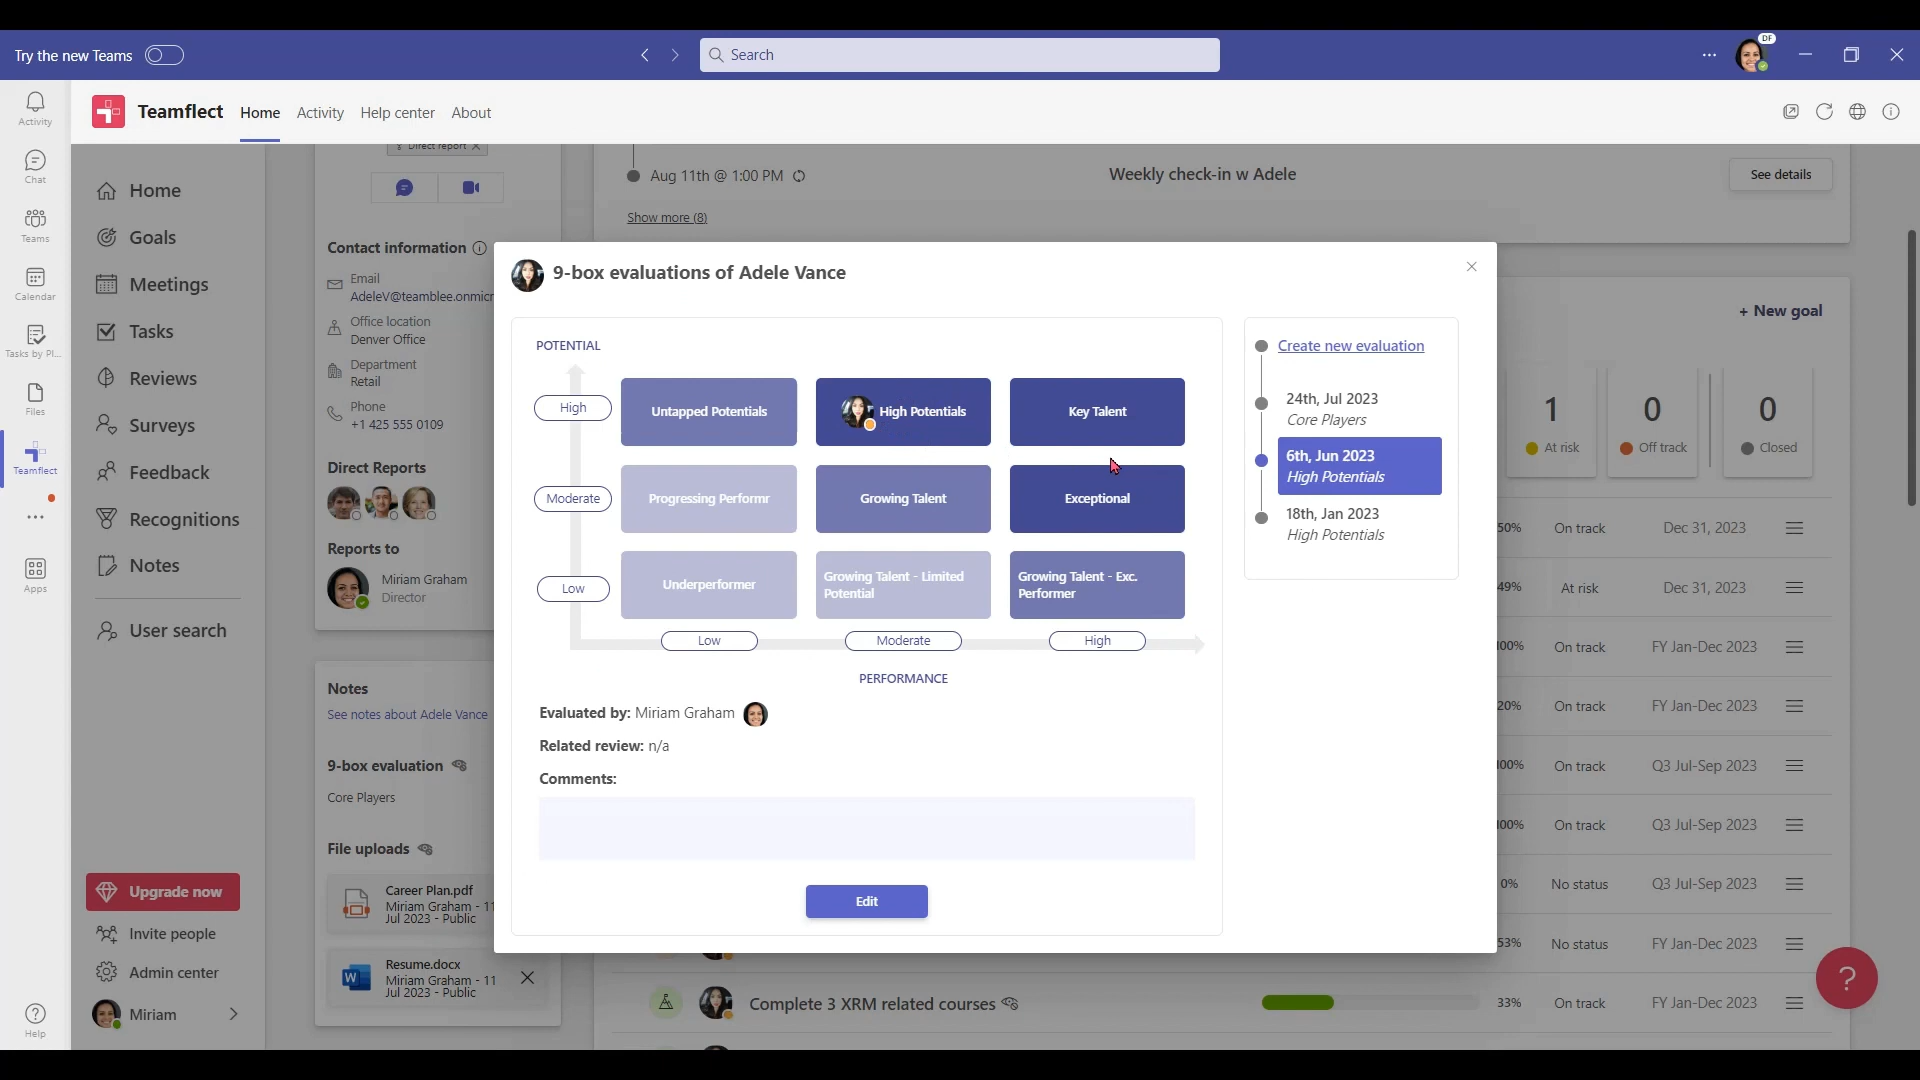 Try the new Teams
Search
DF
Activity
Chat
Teams
Calendar
Tasks by Pl...
Files
Teamflect
Apps
Help
Teamflect
Home
Activity
Help center
About
Home
Goals
Meetings
Tasks
Reviews
Surveys
Feedback
Recognitions
Notes
User search
Upgrade now
Invite people
Admin center
Miriam
Direct report
Contact information
Email
AdeleV@teamblee.onmicr
Office location
Denver Office
Department
Retail
Phone
+1 425 555 0109
Direct Reports
Reports to
Miriam Graham
Director
Notes
See notes about Adele Vance
9-box evaluation
Core Players
File uploads
Career Plan.pdf
Miriam Graham - 11
Jul 2023 - Public
Resume.docx
Miriam Graham - 11
Jul 2023 - Public
Aug 11th @ 1:00 PM
Weekly check-in w Adele
See details
Show more (8)
9-box evaluations of Adele Vance
POTENTIAL
High
Untapped Potentials
High Potentials
Key Talent
Moderate
Progressing Performr
Growing Talent
Exceptional
Low
Underperformer
Growing Talent - Limited
Potential
Growing Talent - Exc.
Performer
Low
Moderate
High
PERFORMANCE
Evaluated by: Miriam Graham
Related review: n/a
Comments:
Edit
Create new evaluation
24th, Jul 2023
Core Players
6th, Jun 2023
High Potentials
18th, Jan 2023
High Potentials
+ New goal
1
At risk
0
Off track
0
Closed
50% On track Dec 31, 2023
49% At risk Dec 31, 2023
00% On track FY Jan-Dec 2023
20% On track FY Jan-Dec 2023
00% On track Q3 Jul-Sep 2023
00% On track Q3 Jul-Sep 2023
0% No status Q3 Jul-Sep 2023
53% No status FY Jan-Dec 2023
Complete 3 XRM related courses 33% On track FY Jan-Dec 2023
?